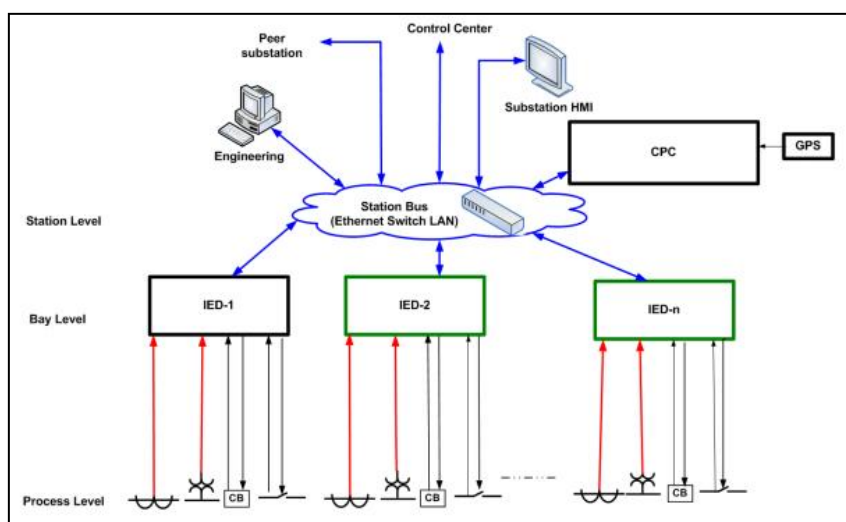 Peer
substation
Control Center
Substation HMI
Engineering
CPC
GPS
Station Bus
(Ethernet Switch LAN)
Station Level
IED-1
IED-2
IED-n
Bay Level
CB
CB
CB
Process Level